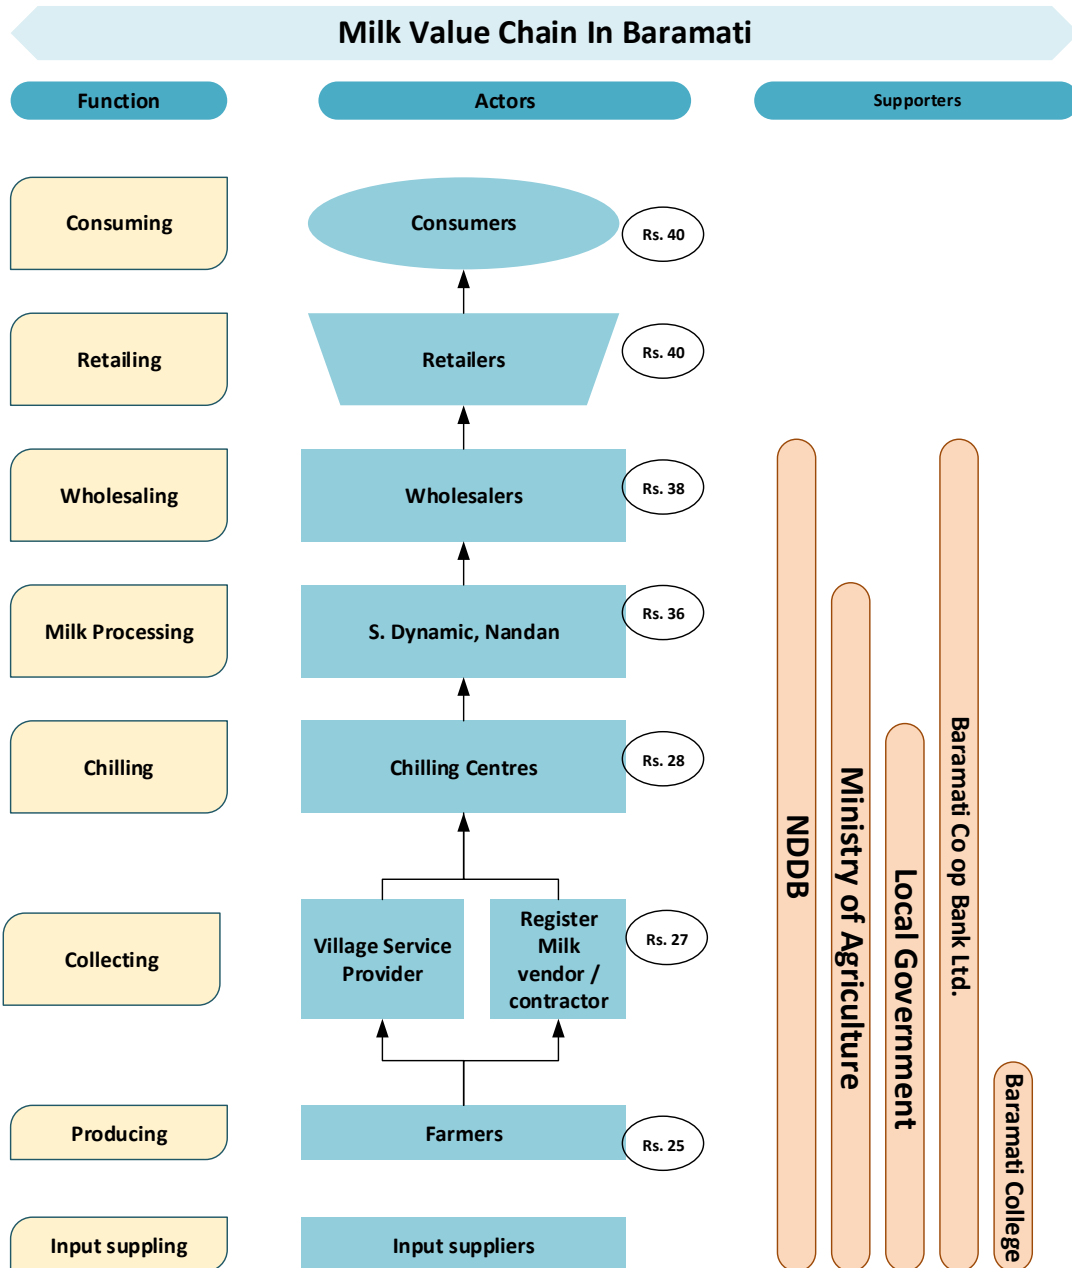 Milk Value Chain In Baramati
Function
Actors
Supporters
Consuming
Consumers
Rs. 40
Retailing
Retailers
Rs. 40
Wholesaling
Wholesalers
Rs. 38
Milk Processing
S. Dynamic, Nandan
Rs. 36
Chilling
Chilling Centres
Rs. 28
Collecting
Village Service
Provider
Register
Milk
vendor /
contractor
Rs. 27
Producing
Farmers
Rs. 25
Input suppling
Input suppliers
NDDB
Ministry of Agriculture
Local Government
Baramati Co op Bank Ltd.
Baramati College